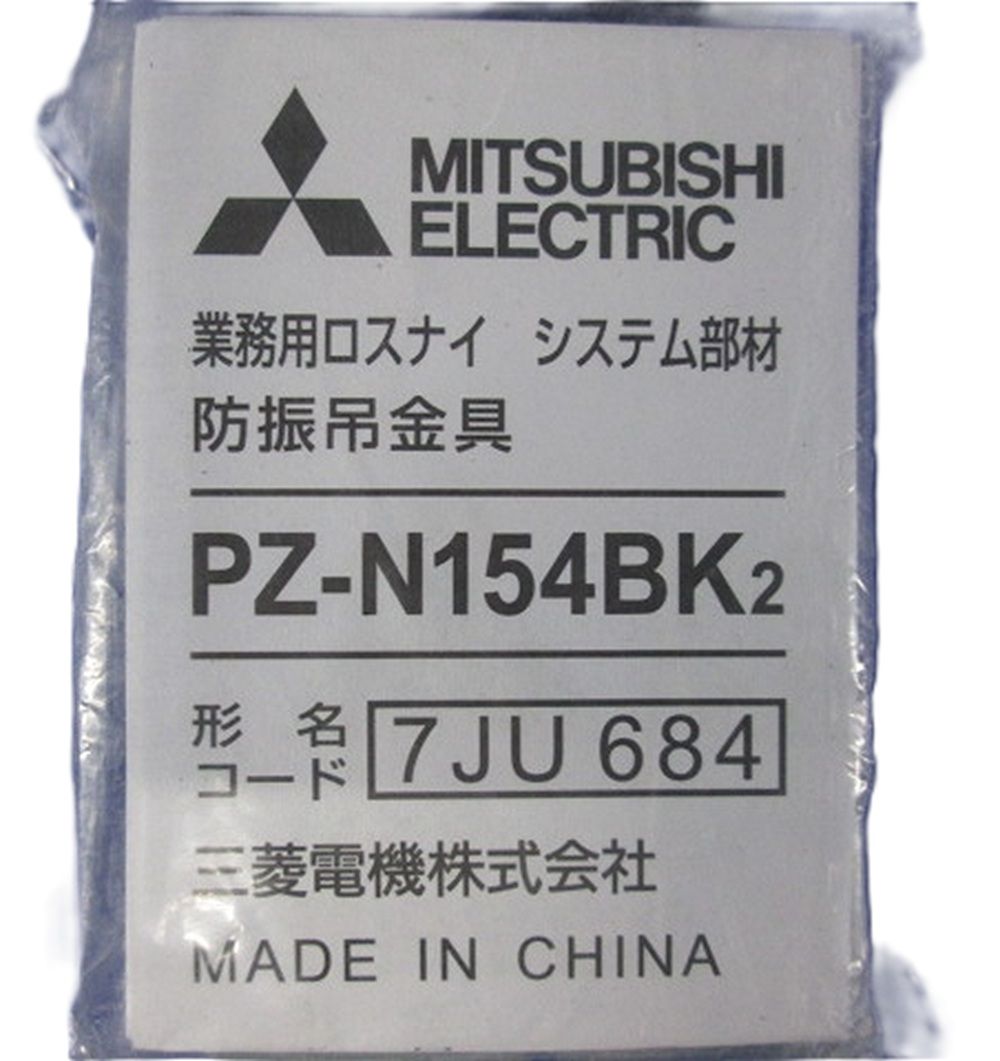 MITSUBISHI
ELECTRIC
業務用ロスナイ　システム部材
防振吊金具
PZ-N154BK2
形　名
コード
7JU684
三菱電機株式会社
MADE IN CHINA